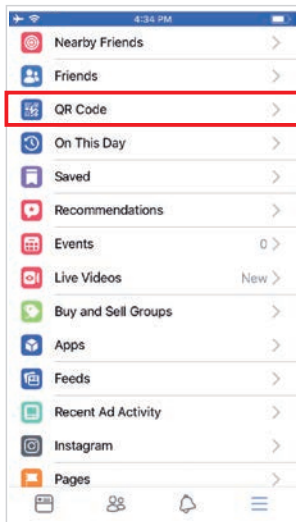 4:34 PM
Nearby Friends
Friends
QR Code
On This Day
Saved
Recommendations
Events 0
Live Videos New
Buy and Sell Groups
Apps
Feeds
Recent Ad Activity
Instagram
Pages